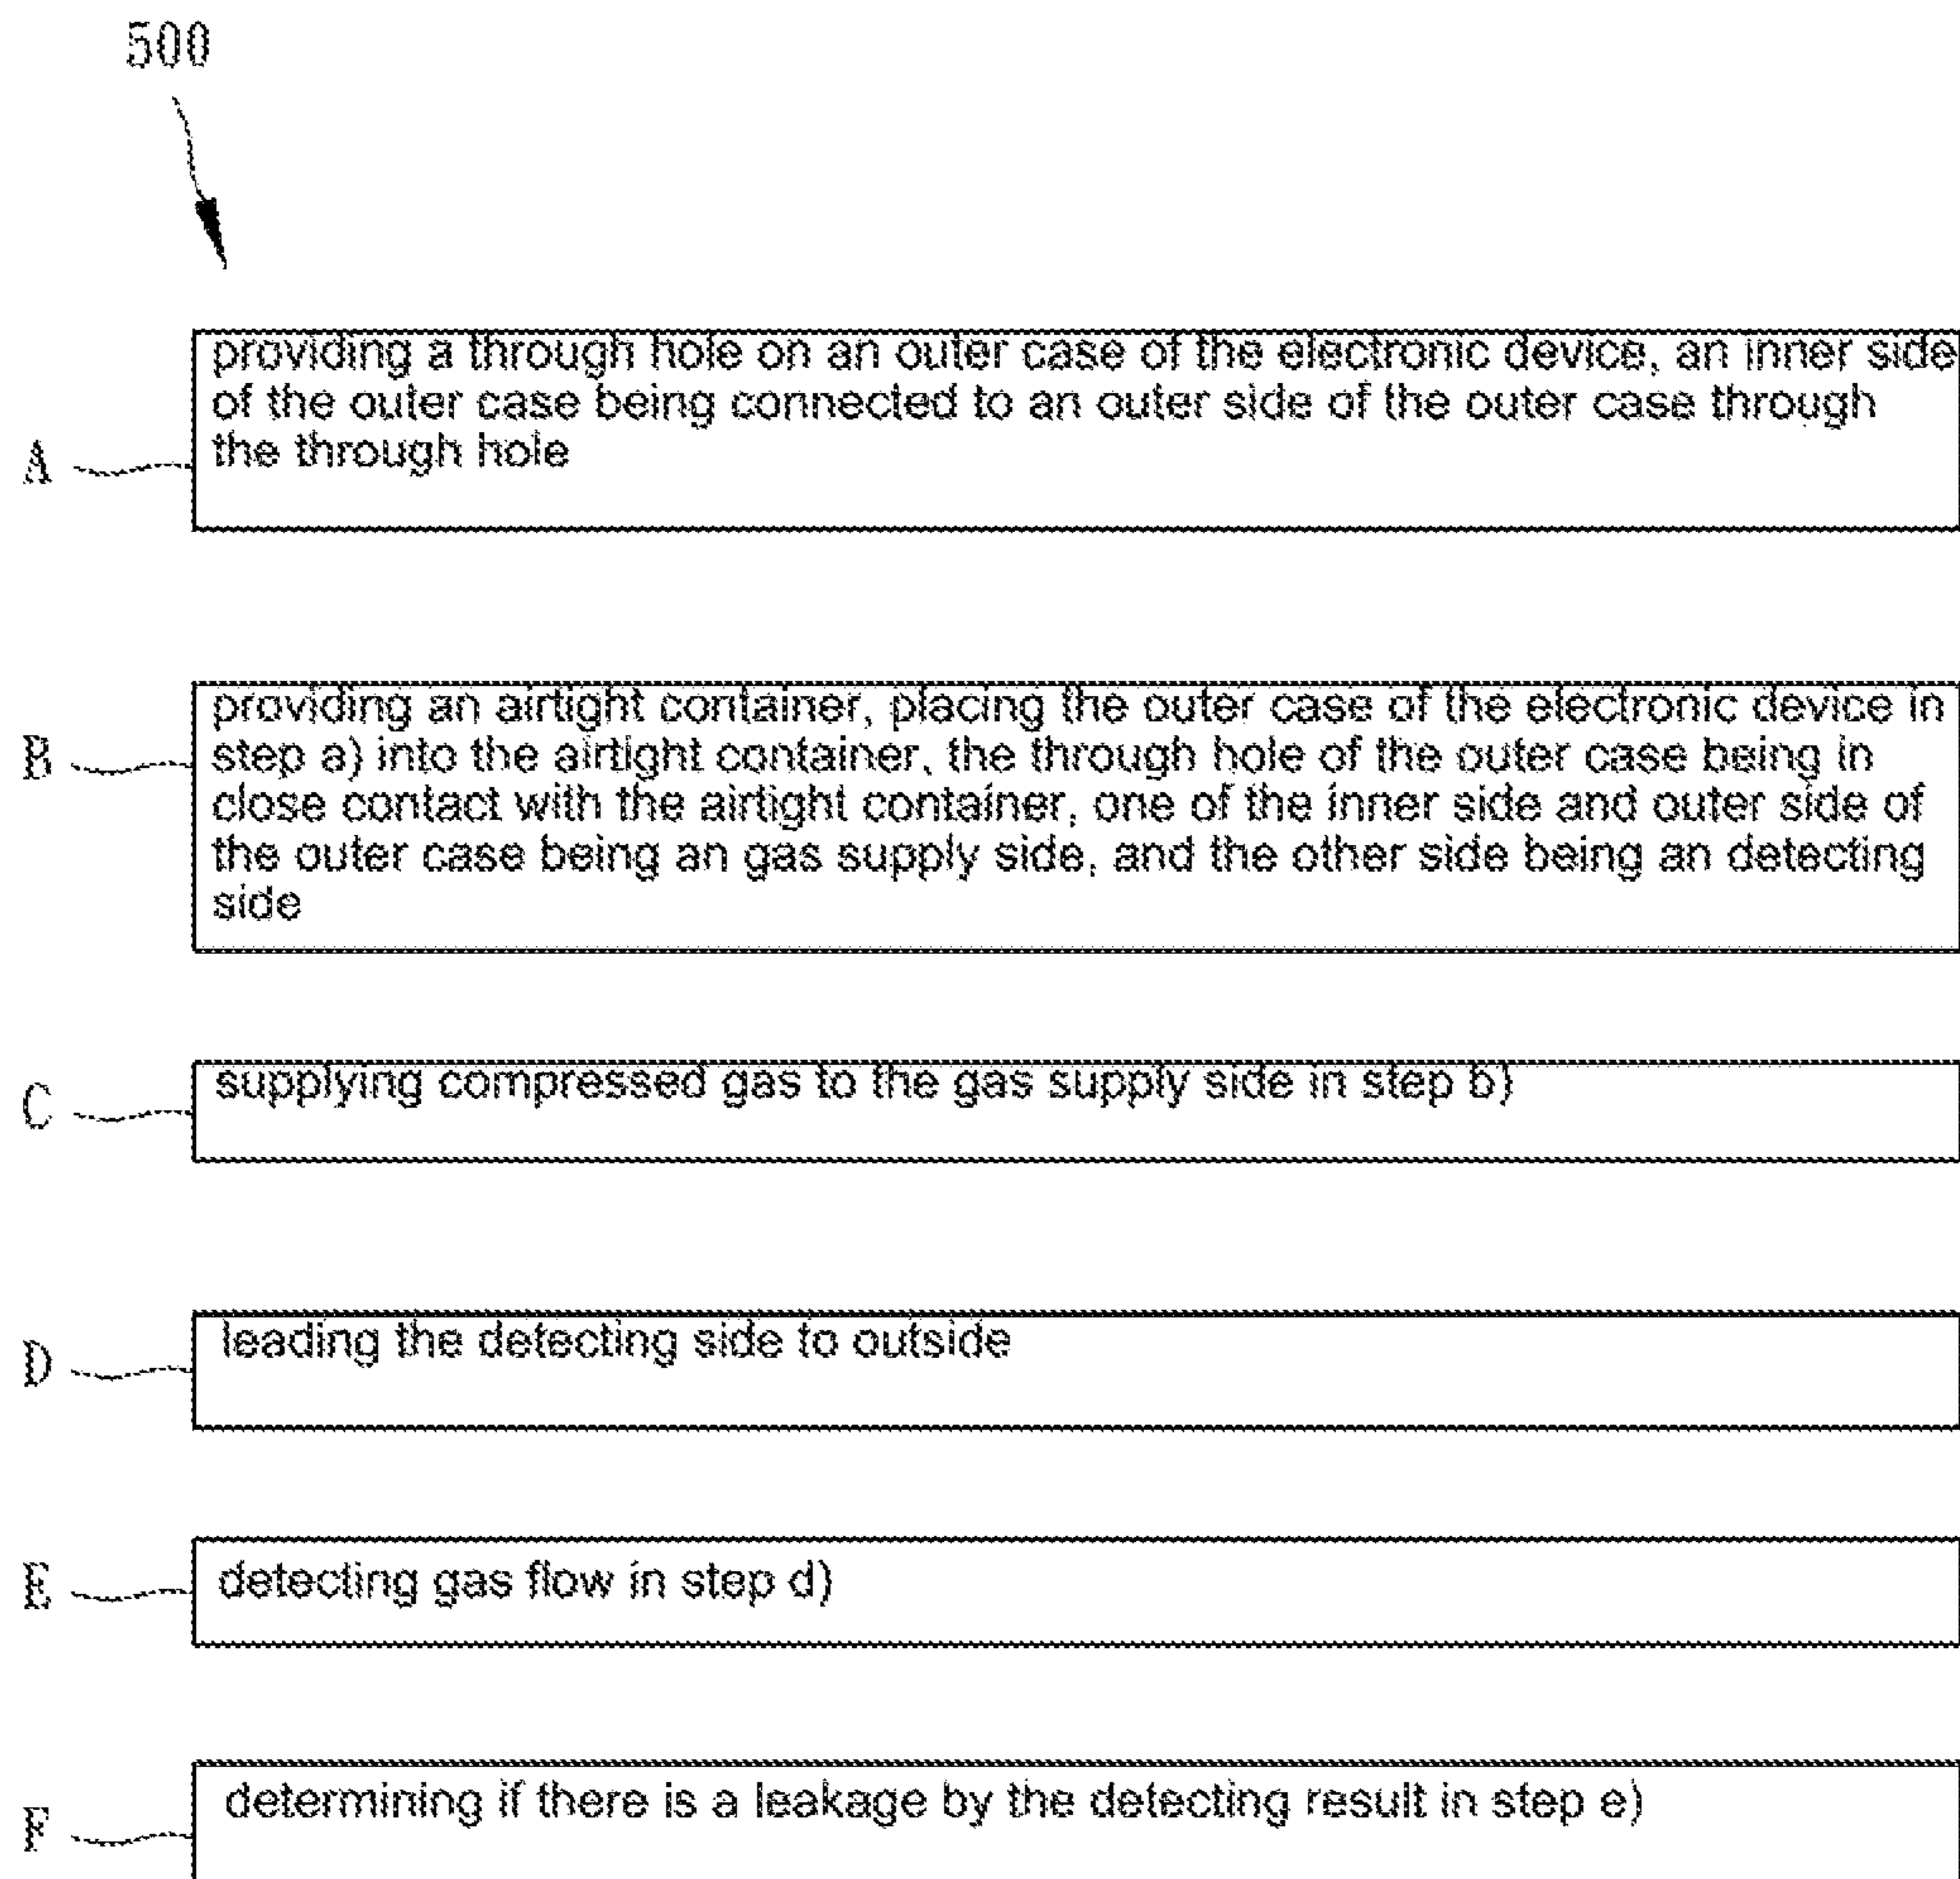 500
providing a through hole on an outer case of the electronic device, an inner side
of the outer case being connected to an outer side of the outer case through
the through hole
A
providing an airtight container, placing the outer case of the electronic device in
step a) into the airtight container, the through hole of the outer case being in
close contact with the airtight container, one of the inner side and outer side of
the outer case being an gas supply side, and the other side being an detecting
side
B
supplying compressed gas to the gas supply side in step b)
C
leading the detecting side to outside
D
detecting gas flow in step d)
E
determining if there is a leakage by the detecting result in step e)
F